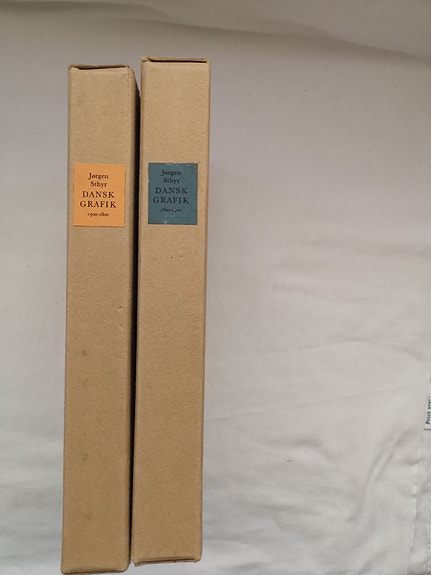 Jørgen
Sthyr
DANSK
GRAFIK
1500-1800
Jørgen
Sthyr
DANSK
GRAFIK